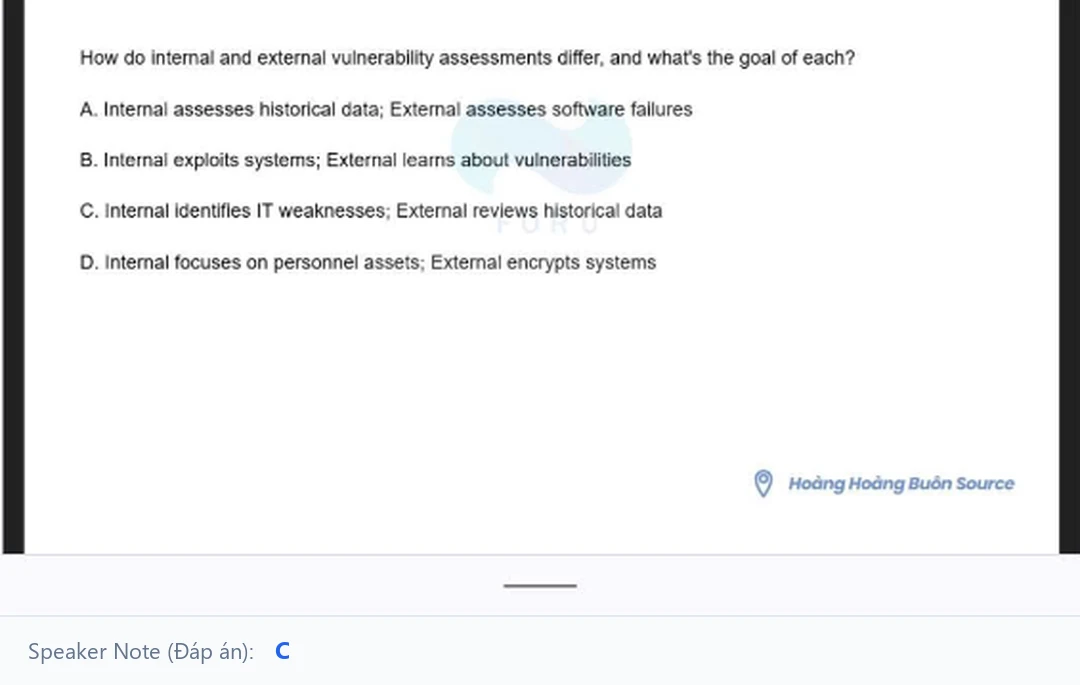 How do internal and external vulnerability assessments differ, and what's the goal of each?
A. Internal assesses historical data; External assesses software failures
B. Internal exploits systems; External learns about vulnerabilities
C. Internal identifies IT weaknesses; External reviews historical data
FUHU
D. Internal focuses on personnel assets; External encrypts systems
Hoàng Hoàng Buôn Source
Speaker Note (Đáp án): C